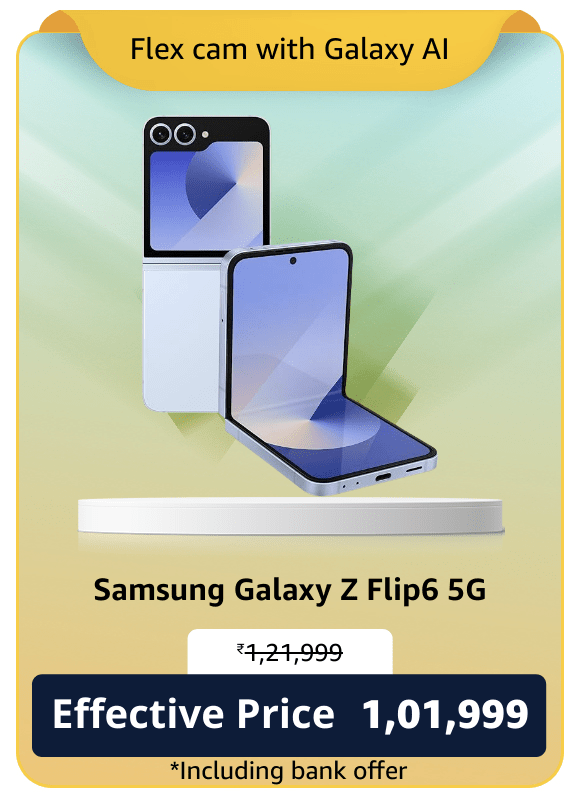 Flex cam with Galaxy AI
Samsung Galaxy Z Flip6 5G
₹1,21,999
Effective Price 1,01,999
*Including bank offer